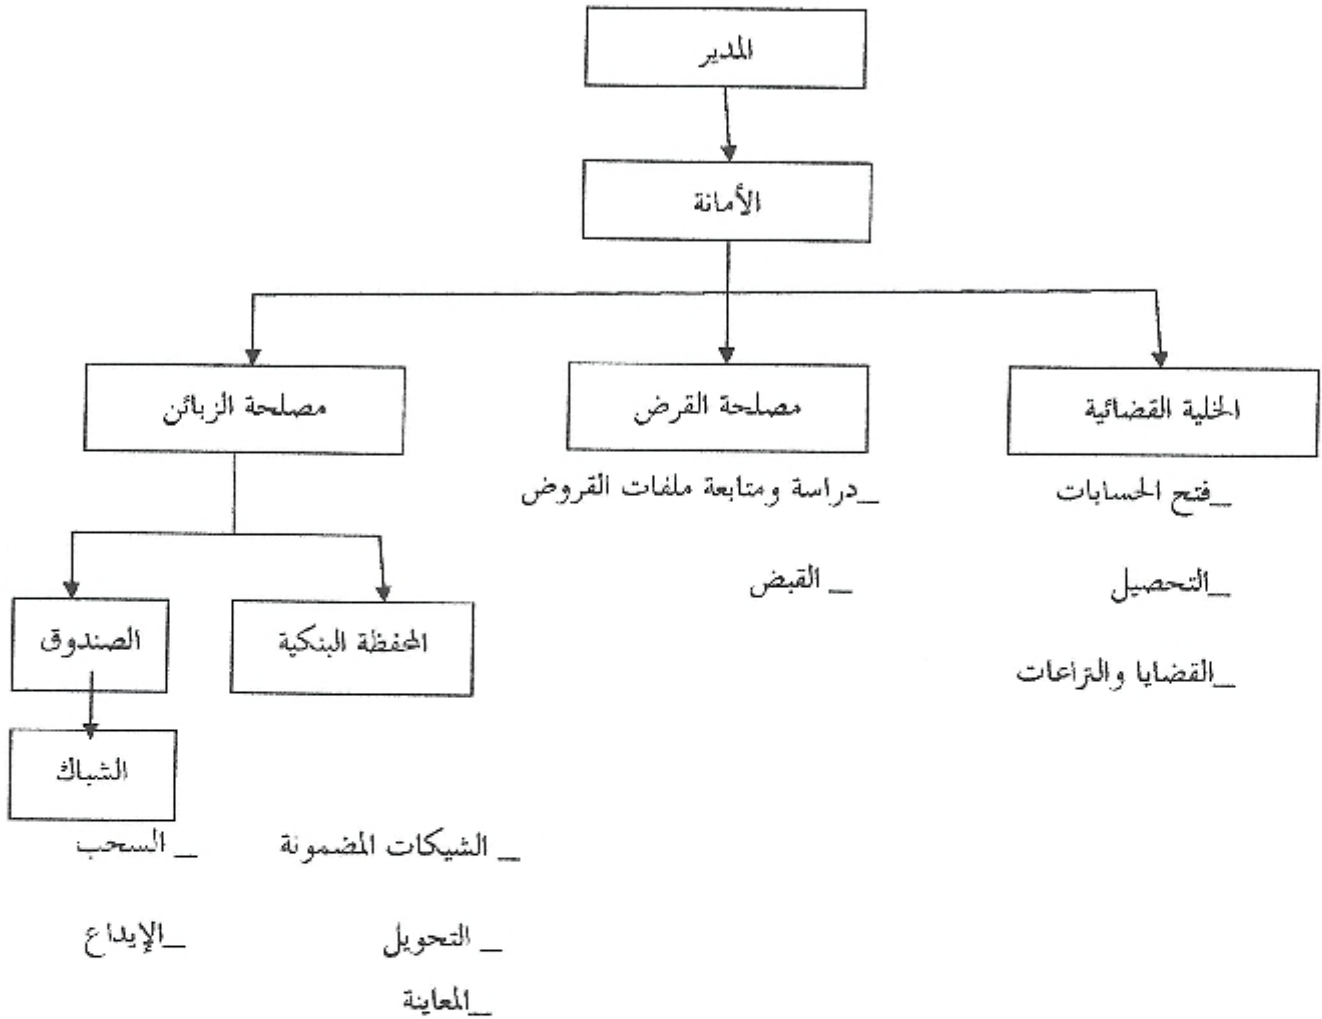 المدير
الأمانة
الخلية القضائية
مصلحة القرض
مصلحة الزبائن
_فتح الحسابات
_دراسة ومتابعة ملفات القروض
_التحصيل
_ القبض
_القضايا والتراعات
المحفظة البنكية
الصندوق
الشباك
_ الشيكات المضمونة
_ السحب
_ التحويل
_الإيداع
_المعاينة